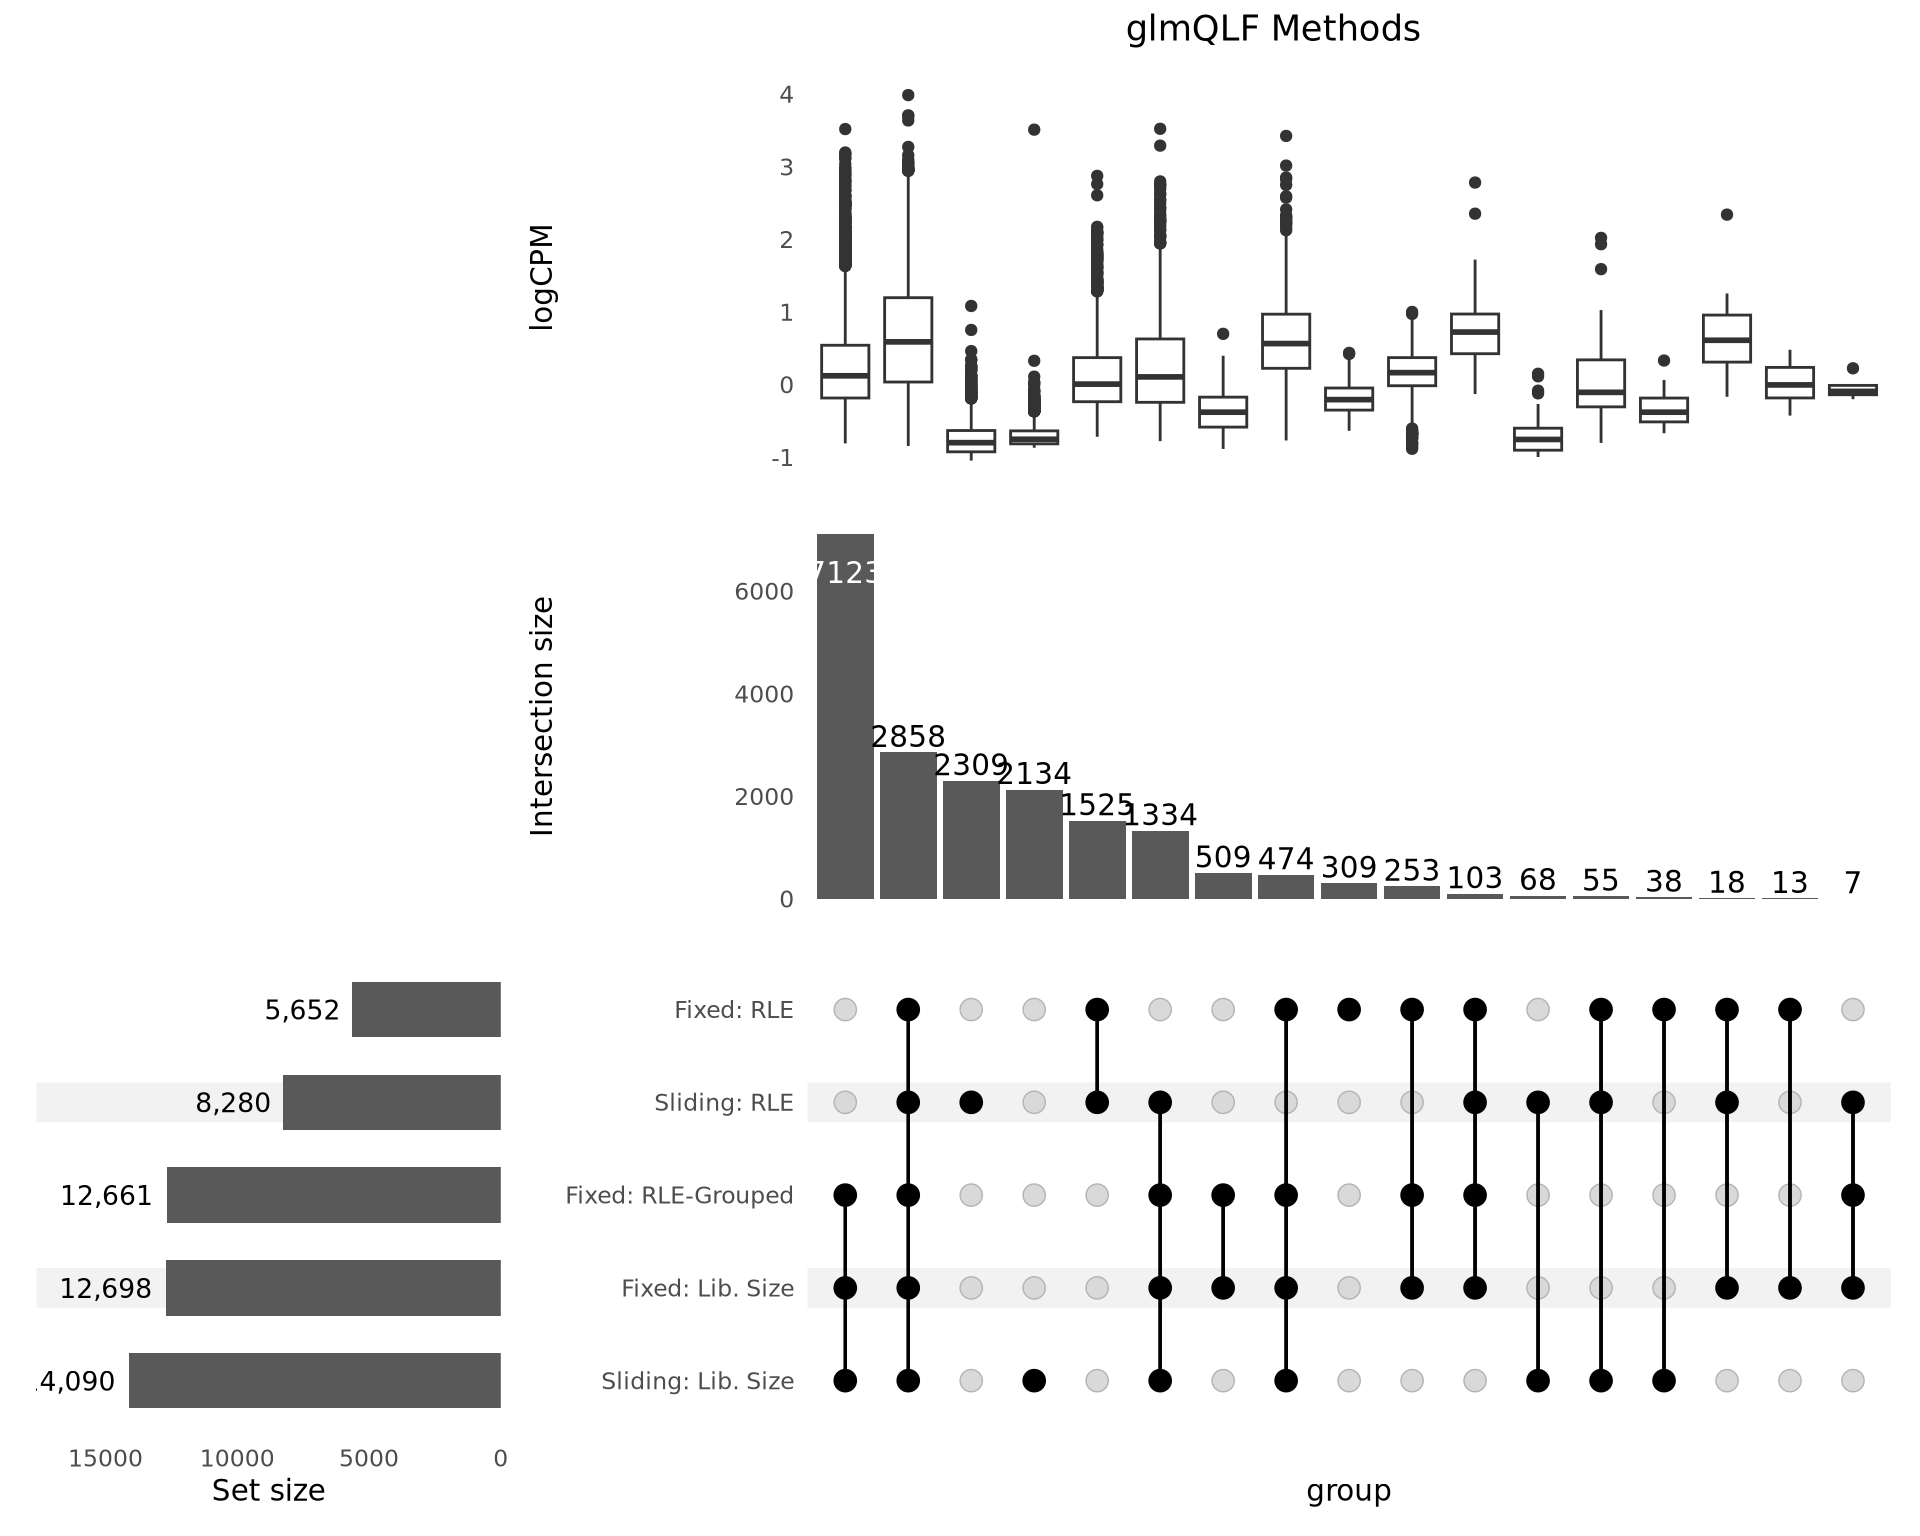 glmQLF Methods
logCPM
4
3
2
1
0
-1
Intersection size
6000
4000
2000
0
7123
2858
2309
2134
1525
1334
509
474
309
253
103
68
55
38
18
13
7
5,652
8,280
12,661
12,698
4,090
Fixed: RLE
Sliding: RLE
Fixed: RLE-Grouped
Fixed: Lib. Size
Sliding: Lib. Size
15000 10000 5000 0
Set size
group